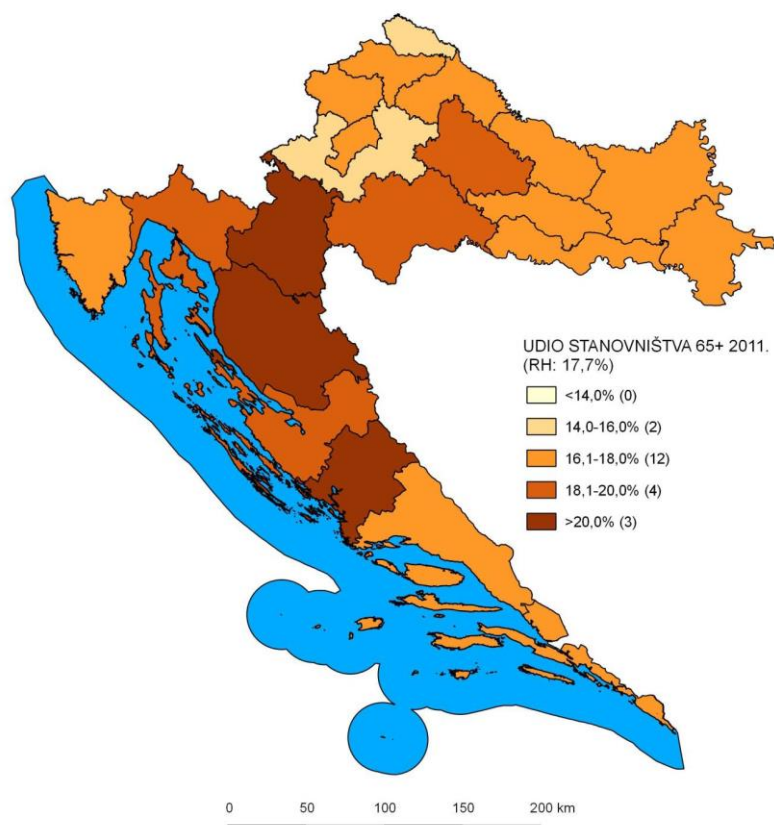 UDIO STANOVNIŠTVA 65+ 2011.
(RH: 17,7%)
<14,0% (0)
14,0-16,0% (2)
16,1-18,0% (12)
18,1-20,0% (4)
>20,0% (3)
0 50 100 150 200 km